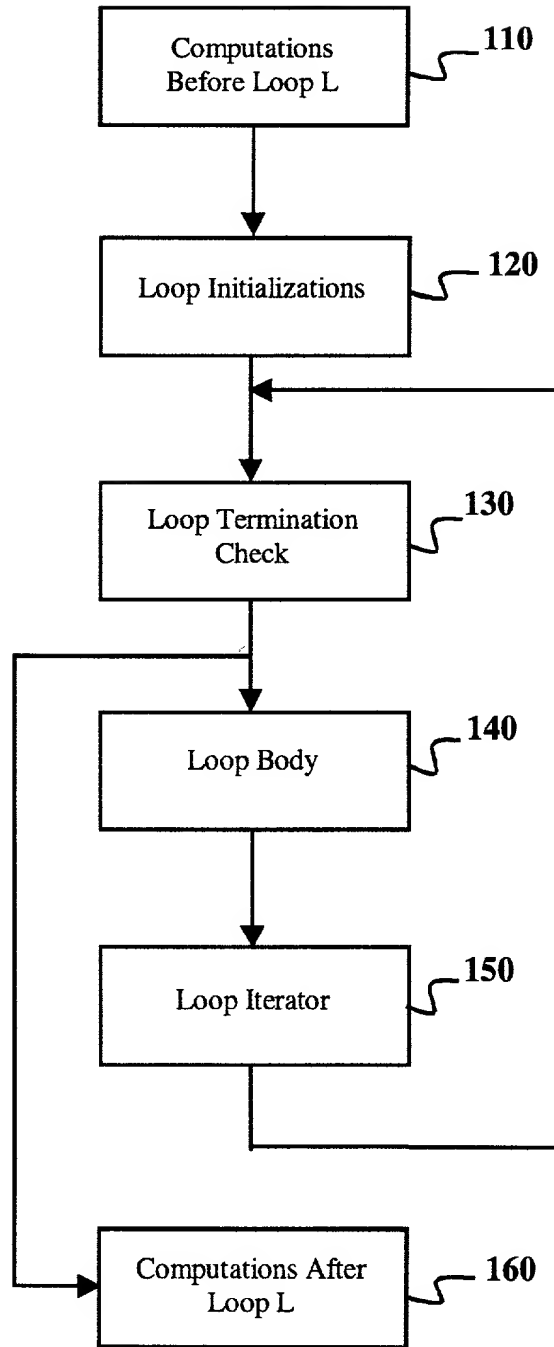 Computations
Before Loop L
110
Loop Initializations
120
Loop Termination
Check
130
Loop Body
140
Loop Iterator
150
Computations After
Loop L
160